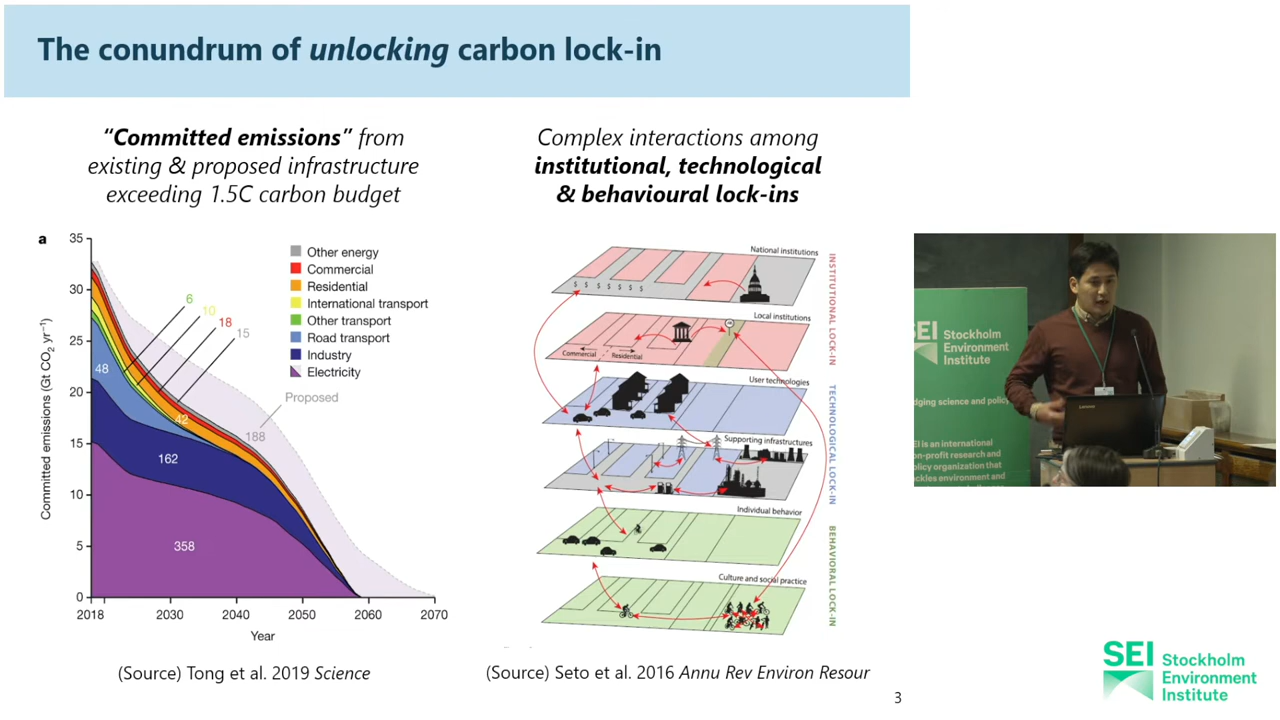 The conundrum of unlocking carbon lock-in
“Committed emissions” from
existing & proposed infrastructure
exceeding 1.5C carbon budget
a
Committed emissions (Gt CO2 yr−1)
35
30
25
20
15
10
5
0
2018
2030
2040
2050
2060
2070
Year
Other energy
Commercial
Residential
International transport
Other transport
Road transport
Industry
Electricity
6
10
18
15
48
42
Proposed
188
162
358
(Source) Tong et al. 2019 Science
Complex interactions among
institutional, technological
& behavioural lock-ins
National institutions
$ $ $ $ $ $
Local institutions
Commercial
Residential
User technologies
Supporting infrastructures
Individual behavior
Culture and social practice
INSTITUTIONAL LOCK-IN
TECHNOLOGICAL LOCK-IN
BEHAVIORAL LOCK-IN
(Source) Seto et al. 2016 Annu Rev Environ Resour
3
SEI
Stockholm
Environment
Institute
science and policy
is an international
research and
organization that
environment and
Lenovo
SEI Stockholm
Environment
Institute